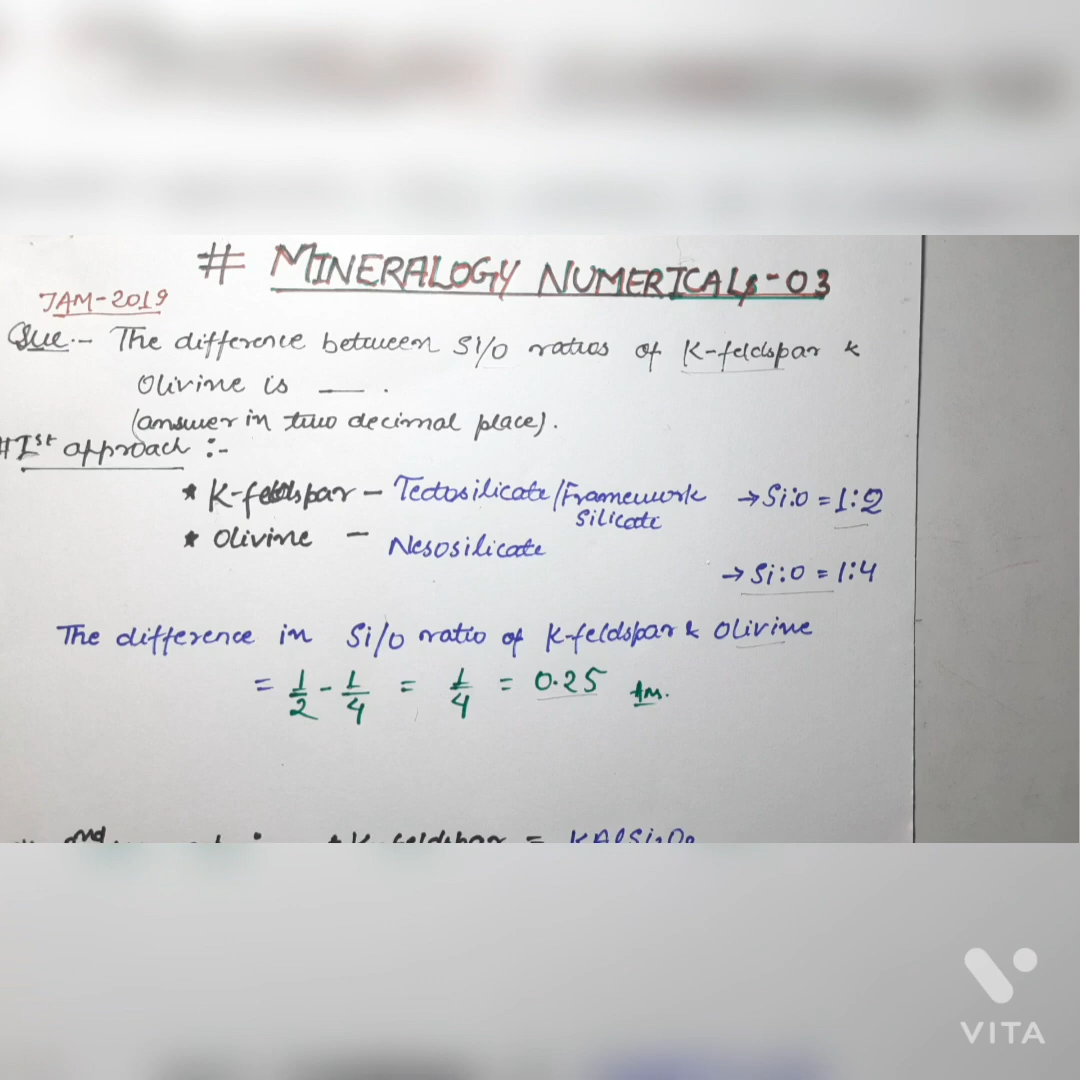 # MINERALOGY NUMERICALS-03
JAM-2019
Que:- The difference between Si/O ratios of K-feldspar &
Olivine is __ .
(answer in two decimal place).
# Ist approach :-
* K-feldspar - Tectosilicate/Framework silicate → Si:O = 1:2
* Olivine - Nesosilicate
→ Si:O = 1:4
The difference in Si/O ratio of K-feldspar & Olivine
= 1/2 - 1/4 = 1/4 = 0.25 Ans.
VITA